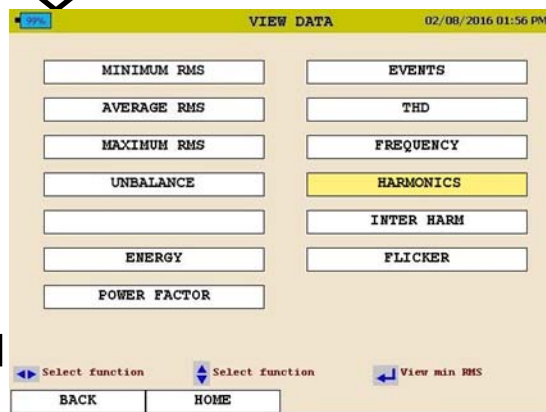 99% VIEW DATA 02/08/2016 01:56 PM
MINIMUM RMS EVENTS
AVERAGE RMS THD
MAXIMUM RMS FREQUENCY
UNBALANCE HARMONICS
INTER HARM
ENERGY FLICKER
POWER FACTOR
Select function Select function View min RMS
BACK HOME